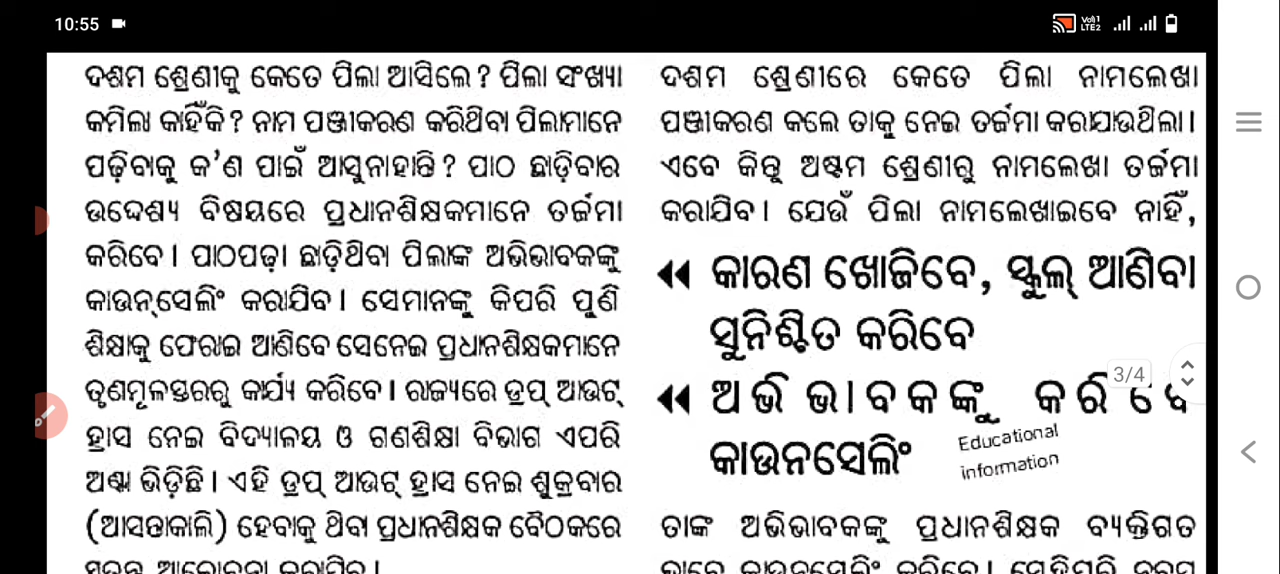 10:55
Vo) 1
LTE2
ଦଶମ ଶ୍ରେଣୀକୁ କେତେ ପିଲା ଆସିଲେ? ପିଲା ସଂଖ୍ୟା
କମିଲା କାହିଁକି? ନାମ ପଞ୍ଜୀକରଣ କରିଥିବା ପିଲାମାନେ
ପଢ଼ିବାକୁ କ'ଣ ପାଇଁ ଆସୁନାହାନ୍ତି? ପାଠ ଛାଡ଼ିବାର
ଉଦ୍ଦେଶ୍ୟ ବିଷୟରେ ପ୍ରଧାନଶିକ୍ଷକମାନେ ତର୍ଜମା
କରିବେ। ପାଠପଢ଼ା ଛାଡ଼ିଥିବା ପିଲାଙ୍କ ଅଭିଭାବକଙ୍କୁ
କାଉନ୍‌ସେଲିଂ କରାଯିବ। ସେମାନଙ୍କୁ କିପରି ପୁଣି
ଶିକ୍ଷାକୁ ଫେରାଇ ଆଣିବେ ସେନେଇ ପ୍ରଧାନଶିକ୍ଷକମାନେ
ତୃଣମୂଳସ୍ତରରୁ କାର୍ଯ୍ୟ କରିବେ। ରାଜ୍ୟରେ ଡ୍ରପ୍ ଆଉଟ୍
ହ୍ରାସ ନେଇ ବିଦ୍ୟାଳୟ ଓ ଗଣଶିକ୍ଷା ବିଭାଗ ଏପରି
ଅଣ୍ଟା ଭିଡ଼ିଛି। ଏହି ଡ୍ରପ୍ ଆଉଟ୍ ହ୍ରାସ ନେଇ ଶୁକ୍ରବାର
(ଆସନ୍ତାକାଲି) ହେବାକୁ ଥିବା ପ୍ରଧାନଶିକ୍ଷକ ବୈଠକରେ
ଦଶମ ଶ୍ରେଣୀରେ କେତେ ପିଲା ନାମଲେଖା
ପଞ୍ଜୀକରଣ କଲେ ତାକୁ ନେଇ ତର୍ଜମା କରାଯାଉଥିଲା।
ଏବେ କିନ୍ତୁ ଅଷ୍ଟମ ଶ୍ରେଣୀରୁ ନାମଲେଖା ତର୍ଜମା
କରାଯିବ। ଯେଉଁ ପିଲା ନାମଲେଖାଇବେ ନାହିଁ,
କାରଣ ଖୋଜିବେ, ସ୍କୁଲ୍ ଆଣିବା
ସୁନିଶ୍ଚିତ କରିବେ
ଅଭିଭାବକଙ୍କୁ କରିବେ
କାଉନସେଲିଂ
3/4
Educational
information
ତାଙ୍କ ଅଭିଭାବକଙ୍କୁ ପ୍ରଧାନଶିକ୍ଷକ ବ୍ୟକ୍ତିଗତ